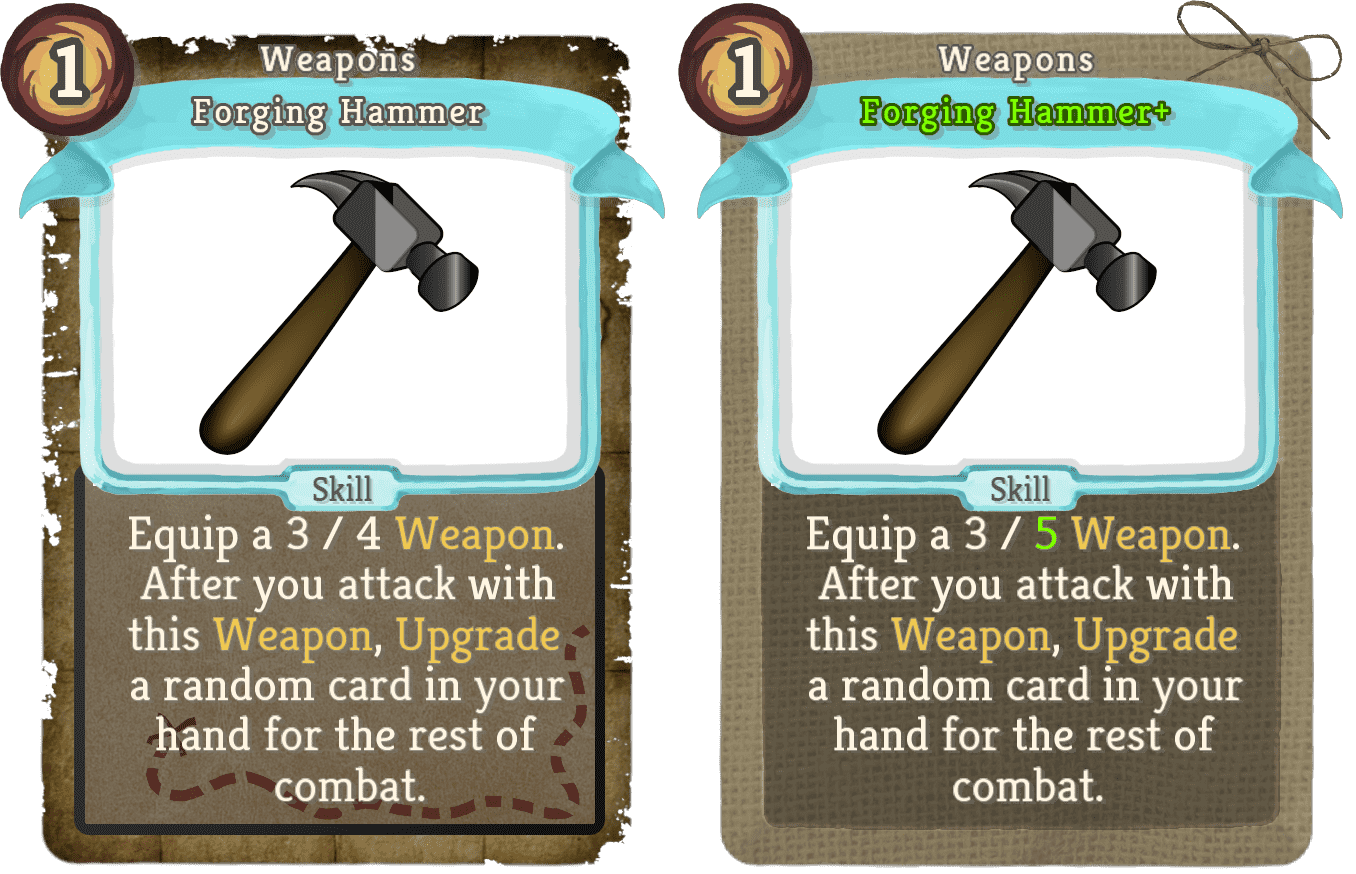 1
Weapons
Forging Hammer
Skill
Equip a 3 / 4 Weapon.
After you attack with
this Weapon, Upgrade
a random card in your
hand for the rest of
combat.
1
Weapons
Forging Hammer+
Skill
Equip a 3 / 5 Weapon.
After you attack with
this Weapon, Upgrade
a random card in your
hand for the rest of
combat.